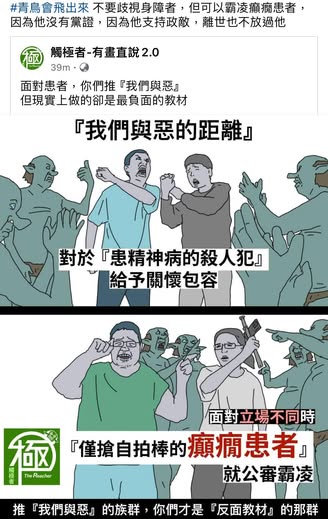 #青鳥會飛出來 不要歧視身障者，但可以霸凌癲癇患者，
因為他沒有黨證，因為他支持政敵，離世也不放過他
極
觸極者-有畫直說2.0
39m
面對患者，你們推『我們與惡』
但現實上做的卻是最負面的教材
『我們與惡的距離』
對於『患精神病的殺人犯』
給予關懷包容
面對立場不同時
極
The Reacher
觸極者
『僅搶自拍棒的癲癇患者』
就公審霸凌
推『我們與惡』的族群，你們才是『反面教材』的那群